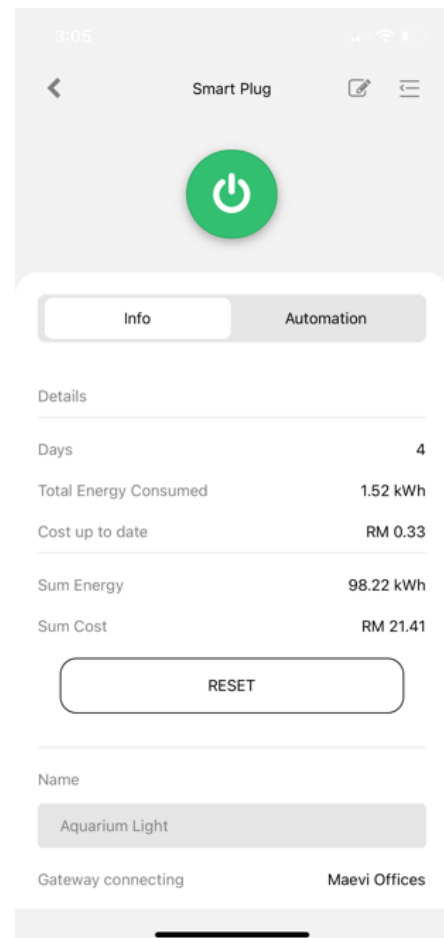 3:05
Smart Plug
Info Automation
Details
Days 4
Total Energy Consumed 1.52 kWh
Cost up to date RM 0.33
Sum Energy 98.22 kWh
Sum Cost RM 21.41
RESET
Name
Aquarium Light
Gateway connecting Maevi Offices